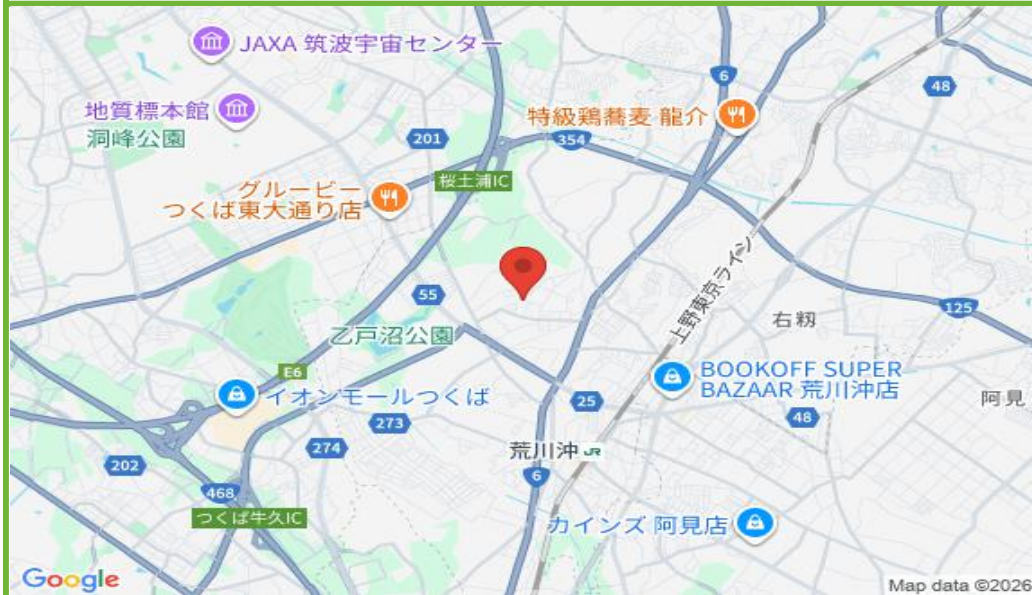 JAXA 筑波宇宙センター
6
48
地質標本館
洞峰公園
特級鶏蕎麦 龍介
201
354
桜土浦IC
グルービー
つくば東大通り店
上野東京ライン
55
125
右籾
乙戸沼公園
E6
BOOKOFF SUPER
BAZAAR 荒川沖店
イオンモールつくば
25
阿見
273
48
274
荒川沖 JR
202
6
468
つくば牛久IC
カインズ 阿見店
Google
Map data ©2026